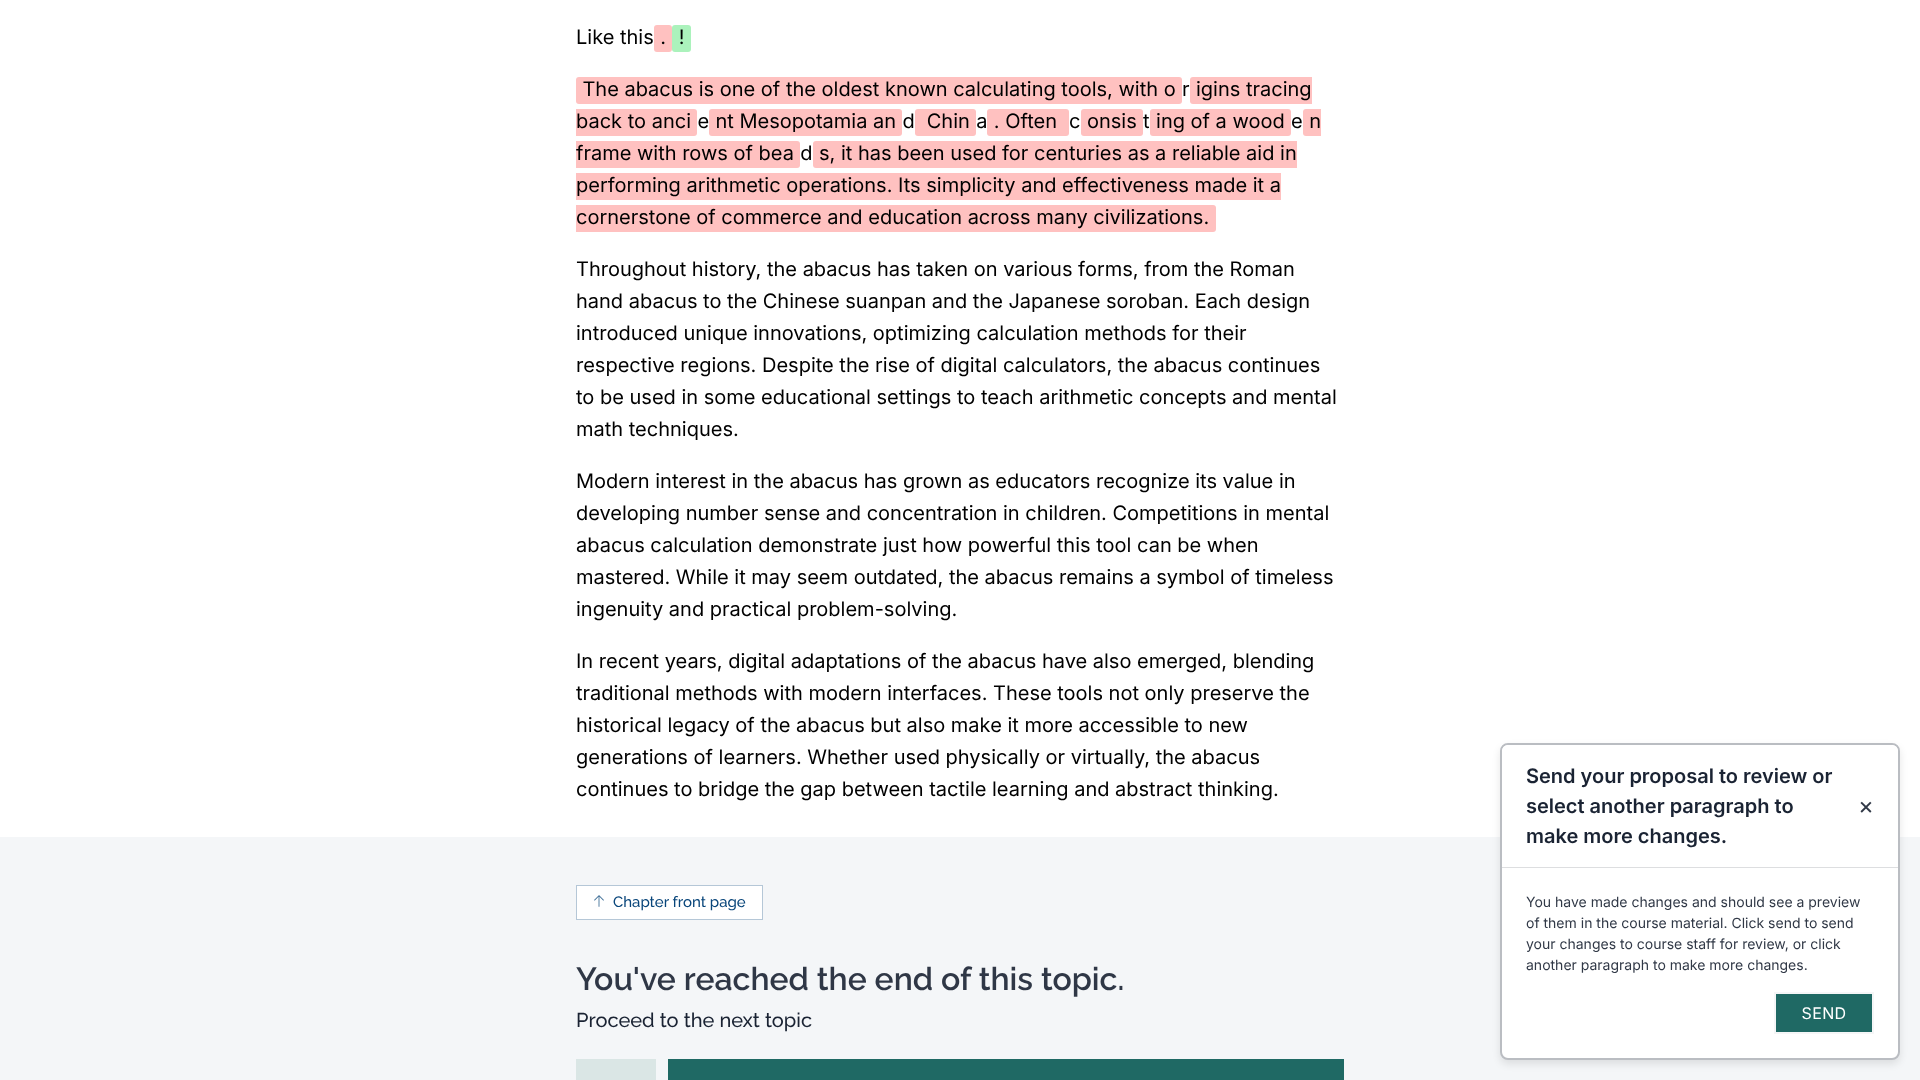 Like this . !
The abacus is one of the oldest known calculating tools, with o r igins tracing
back to anci e nt Mesopotamia an d Chin a . Often c onsis t ing of a wood e n
frame with rows of bea d s, it has been used for centuries as a reliable aid in
performing arithmetic operations. Its simplicity and effectiveness made it a
cornerstone of commerce and education across many civilizations.
Throughout history, the abacus has taken on various forms, from the Roman
hand abacus to the Chinese suanpan and the Japanese soroban. Each design
introduced unique innovations, optimizing calculation methods for their
respective regions. Despite the rise of digital calculators, the abacus continues
to be used in some educational settings to teach arithmetic concepts and mental
math techniques.
Modern interest in the abacus has grown as educators recognize its value in
developing number sense and concentration in children. Competitions in mental
abacus calculation demonstrate just how powerful this tool can be when
mastered. While it may seem outdated, the abacus remains a symbol of timeless
ingenuity and practical problem-solving.
In recent years, digital adaptations of the abacus have also emerged, blending
traditional methods with modern interfaces. These tools not only preserve the
historical legacy of the abacus but also make it more accessible to new
generations of learners. Whether used physically or virtually, the abacus
continues to bridge the gap between tactile learning and abstract thinking.
Chapter front page
You've reached the end of this topic.
Proceed to the next topic
Send your proposal to review or
select another paragraph to
make more changes.
You have made changes and should see a preview
of them in the course material. Click send to send
your changes to course staff for review, or click
another paragraph to make more changes.
SEND